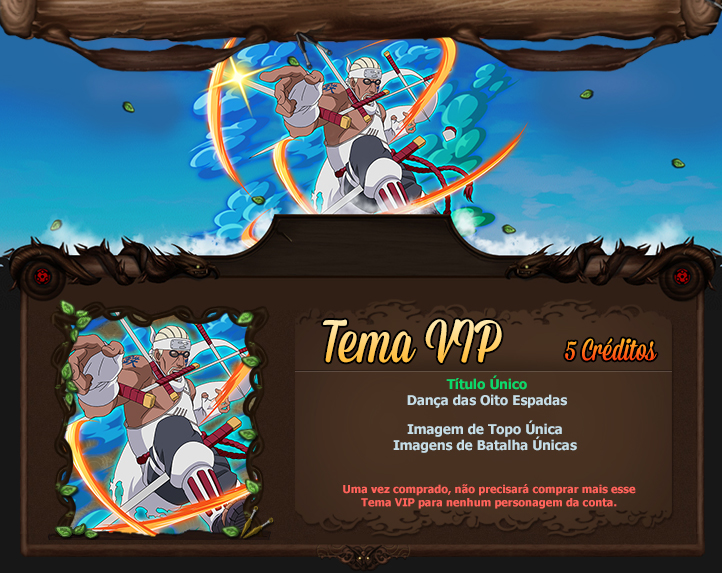 Tema VIP
5 Créditos
Título Único
Dança das Oito Espadas
Imagem de Topo Única
Imagens de Batalha Únicas
Uma vez comprado, não precisará comprar mais esse
Tema VIP para nenhum personagem da conta.